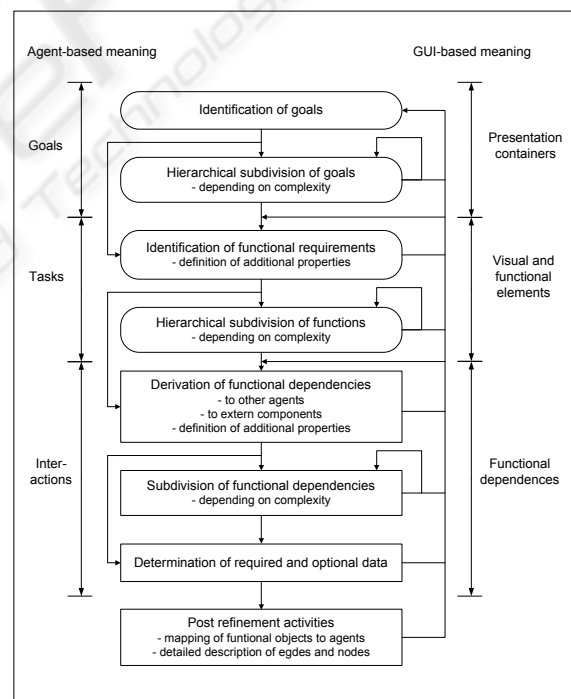 Agent-based meaning
GUI-based meaning
Identification of goals
Goals
Presentation
containers
Hierarchical subdivision of goals
- depending on complexity
Identification of functional requirements
- definition of additional properties
Tasks
Visual and
functional
elements
Hierarchical subdivision of functions
- depending on complexity
Derivation of functional dependencies
- to other agents
- to extern components
- definition of additional properties
Inter-
actions
Functional
dependences
Subdivision of functional dependencies
- depending on complexity
Determination of required and optional data
Post refinement activities
- mapping of funtional objects to agents
- detailed description of egdes and nodes